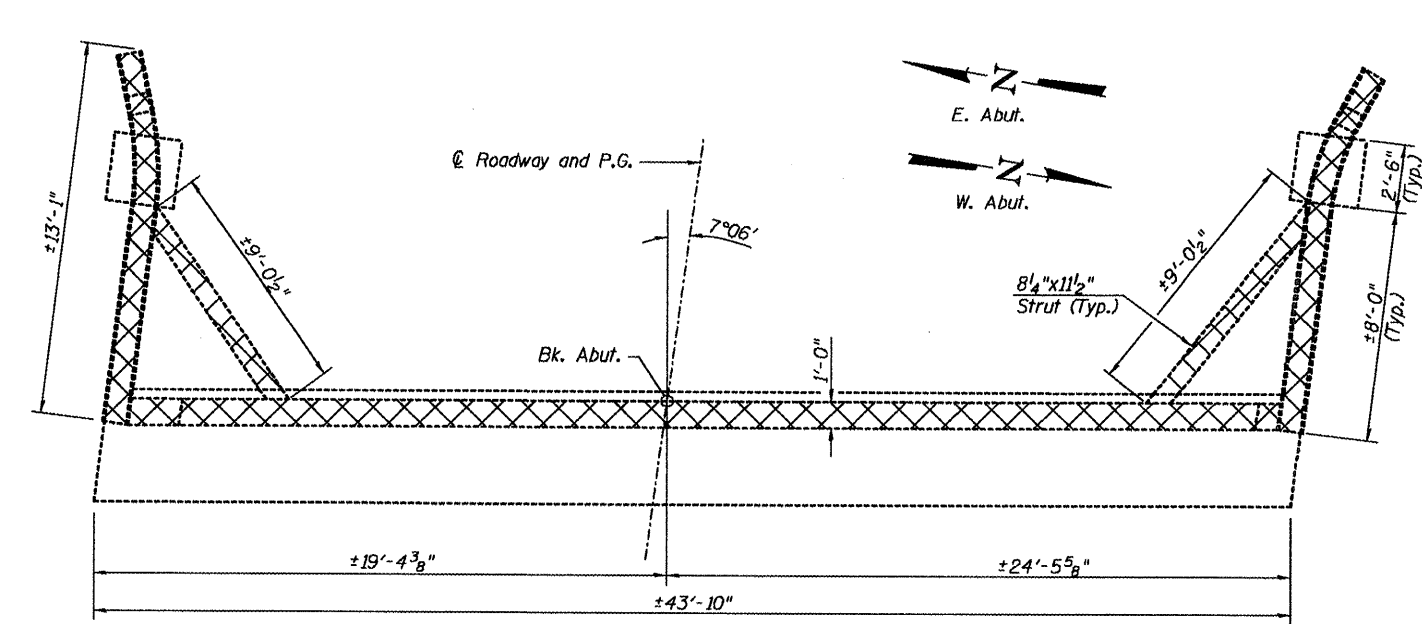 N
E. Abut.
℄ Roadway and P.G.
N
W. Abut.
2'-6"
(Typ.)
±13'-1"
7°06'
±9'-0½"
±9'-0½"
8¼"x11½"
Strut (Typ.)
±8'-0"
(Typ.)
Bk. Abut.
1'-0"
±19'-4⅜"
±24'-5⅝"
±43'-10"